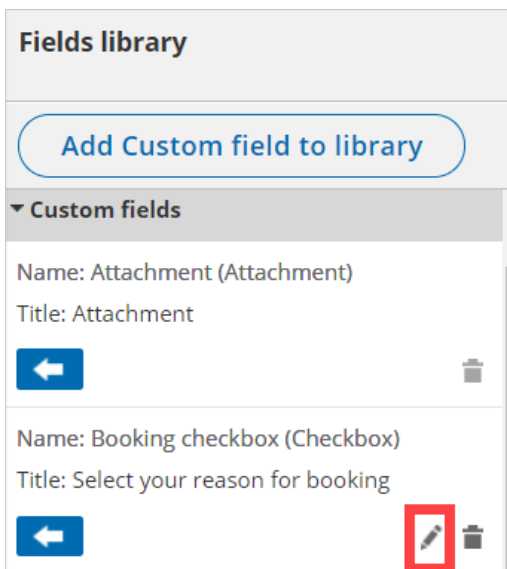 Fields library
Add Custom field to library
Custom fields
Name: Attachment (Attachment)
Title: Attachment
Name: Booking checkbox (Checkbox)
Title: Select your reason for booking